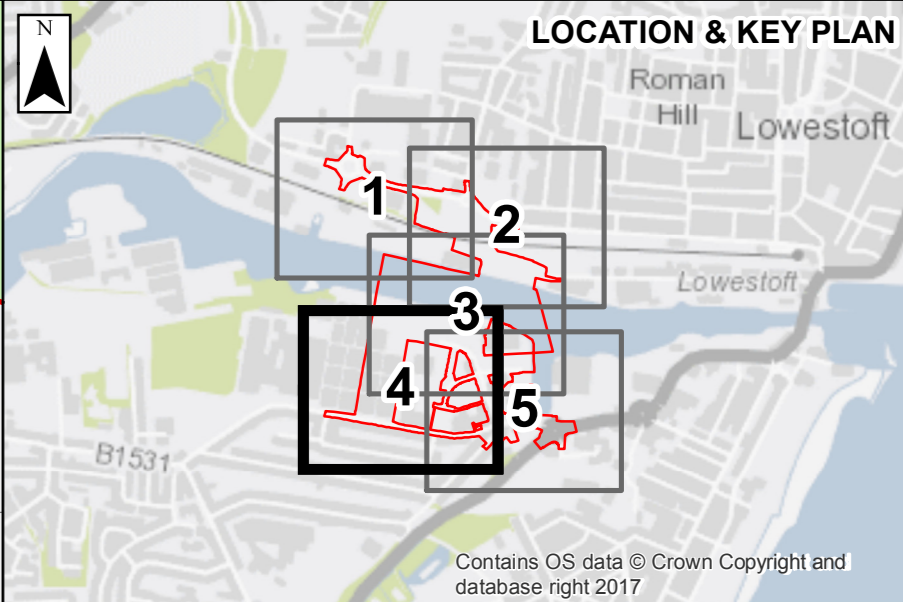 N
LOCATION & KEY PLAN
Roman
Hill
Lowestoft
1
2
Lowestoft
3
4
5
B1531
Contains OS data © Crown Copyright and
database right 2017